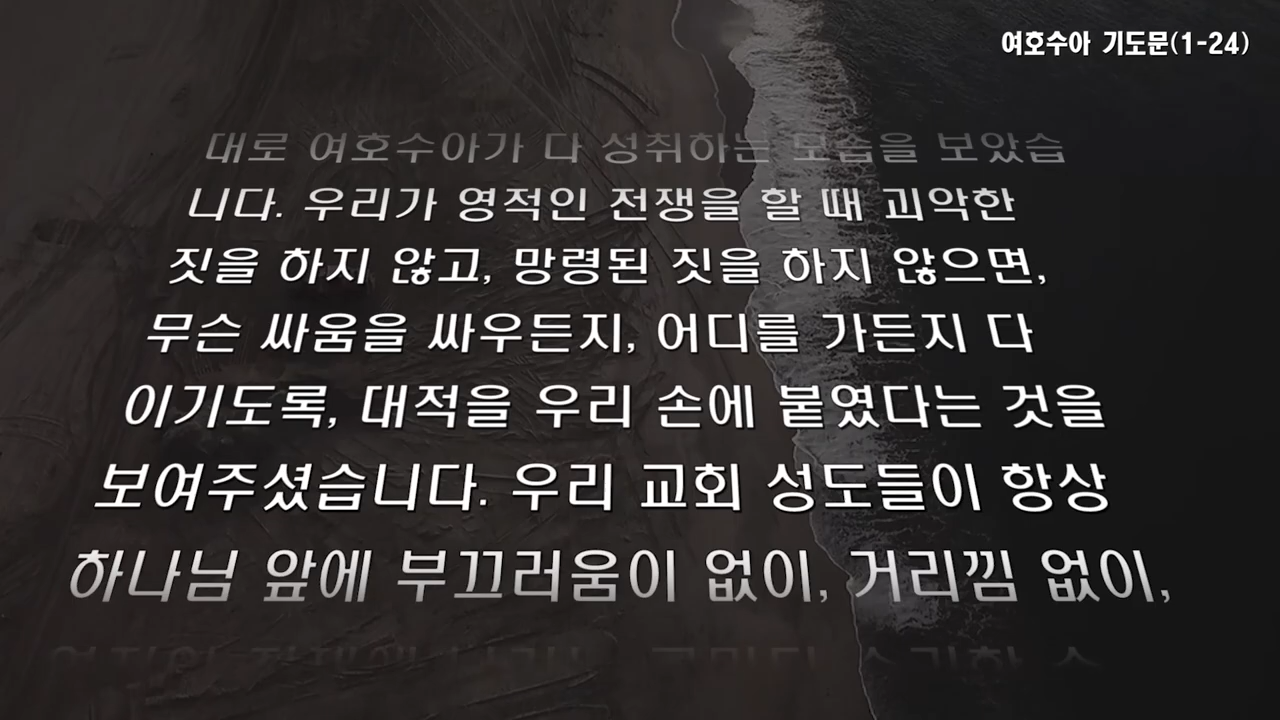 여호수아 기도문(1-24)
대로 여호수아가 다 성취하는 모습을 보았습
니다. 우리가 영적인 전쟁을 할 때 괴악한
짓을 하지 않고, 망령된 짓을 하지 않으면,
무슨 싸움을 싸우든지, 어디를 가든지 다
이기도록, 대적을 우리 손에 붙였다는 것을
보여주셨습니다. 우리 교회 성도들이 항상
하나님 앞에 부끄러움이 없이, 거리낌 없이,